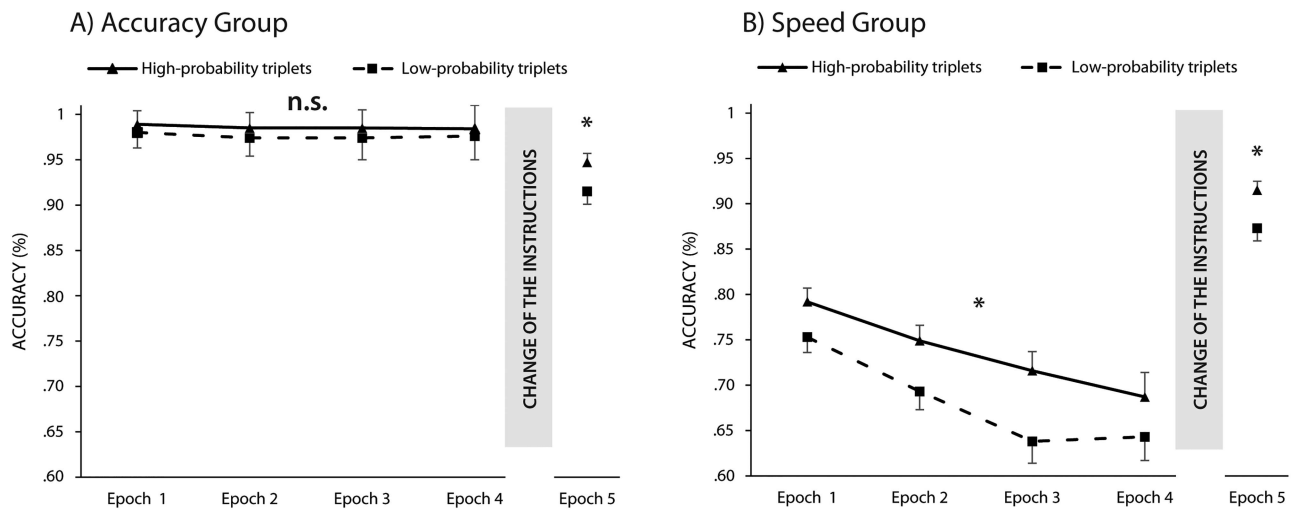 A) Accuracy Group
High-probability triplets
Low-probability triplets
n.s.
*
1
.95
.90
.85
.80
.75
.70
.65
.60
ACCURACY (%)
CHANGE OF THE INSTRUCTIONS
Epoch 1
Epoch 2
Epoch 3
Epoch 4
Epoch 5
B) Speed Group
High-probability triplets
Low-probability triplets
*
*
1
.95
.90
.85
.80
.75
.70
.65
.60
ACCURACY (%)
CHANGE OF THE INSTRUCTIONS
Epoch 1
Epoch 2
Epoch 3
Epoch 4
Epoch 5